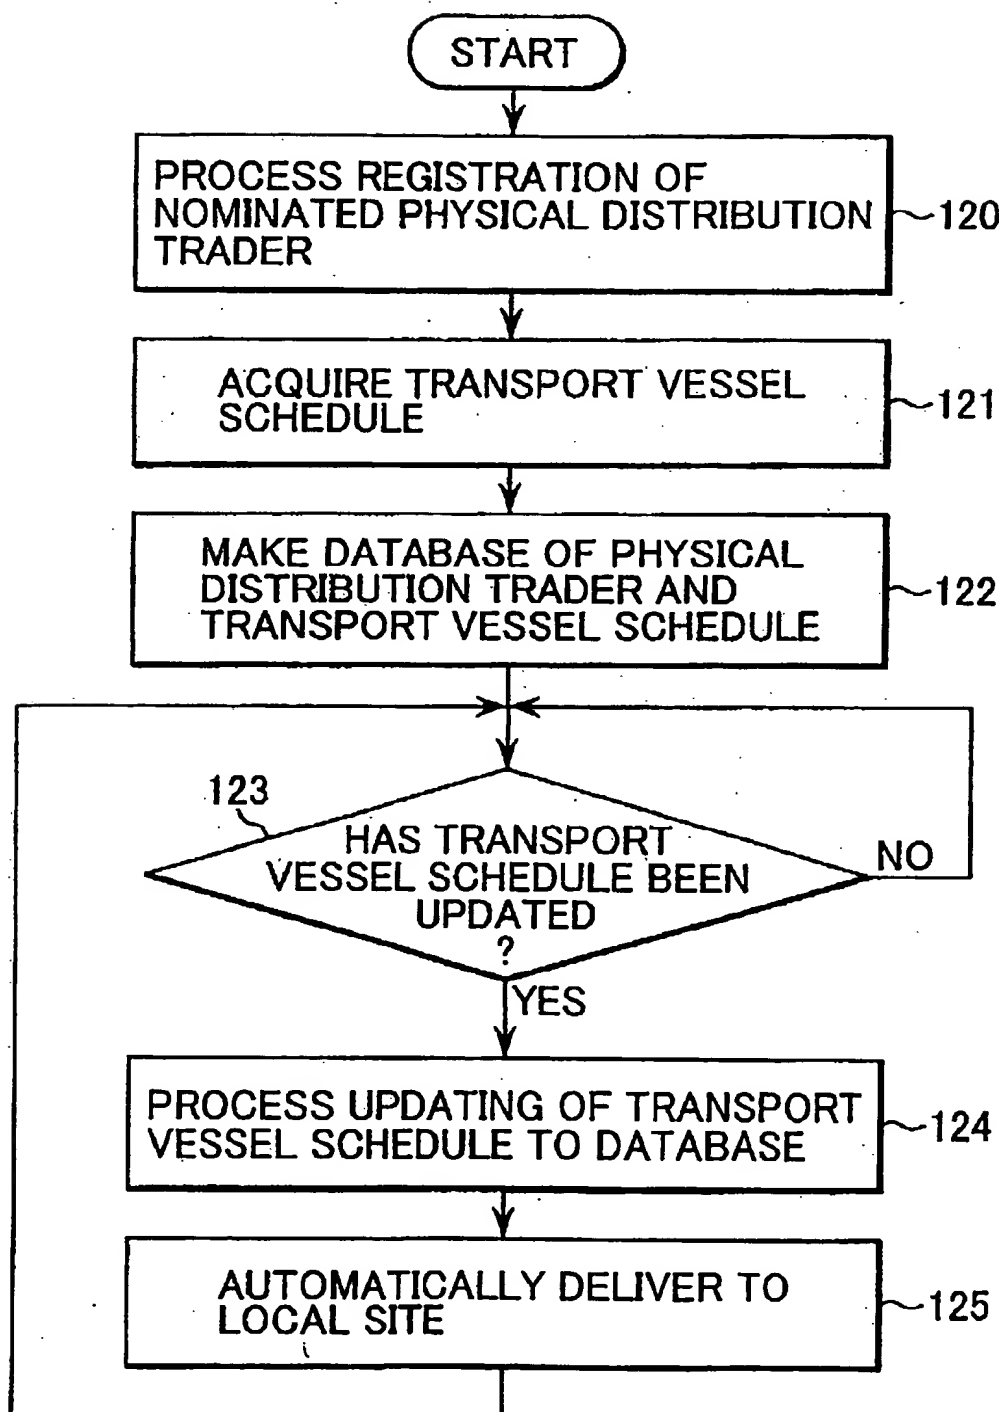 START
PROCESS REGISTRATION OF
NOMINATED PHYSICAL DISTRIBUTION
TRADER
120
ACQUIRE TRANSPORT VESSEL
SCHEDULE
121
MAKE DATABASE OF PHYSICAL
DISTRIBUTION TRADER AND
TRANSPORT VESSEL SCHEDULE
122
123
HAS TRANSPORT
VESSEL SCHEDULE BEEN
UPDATED
?
NO
YES
PROCESS UPDATING OF TRANSPORT
VESSEL SCHEDULE TO DATABASE
124
AUTOMATICALLY DELIVER TO
LOCAL SITE
125